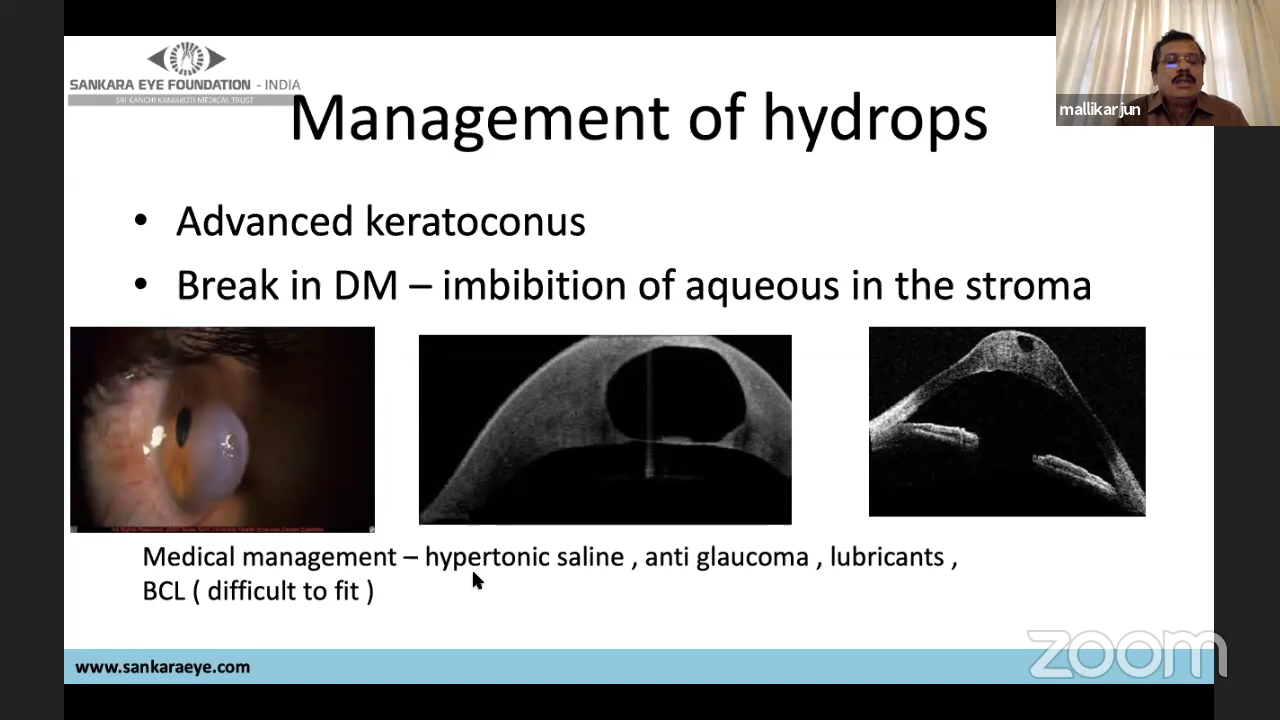 SANKARA EYE FOUNDATION - INDIA
SRI KANCHI KAMAKOTI MEDICAL TRUST
Management of hydrops
mallikarjun
• Advanced keratoconus
• Break in DM – imbibition of aqueous in the stroma
Medical management – hypertonic saline , anti glaucoma , lubricants ,
BCL ( difficult to fit )
www.sankaraeye.com
zoom